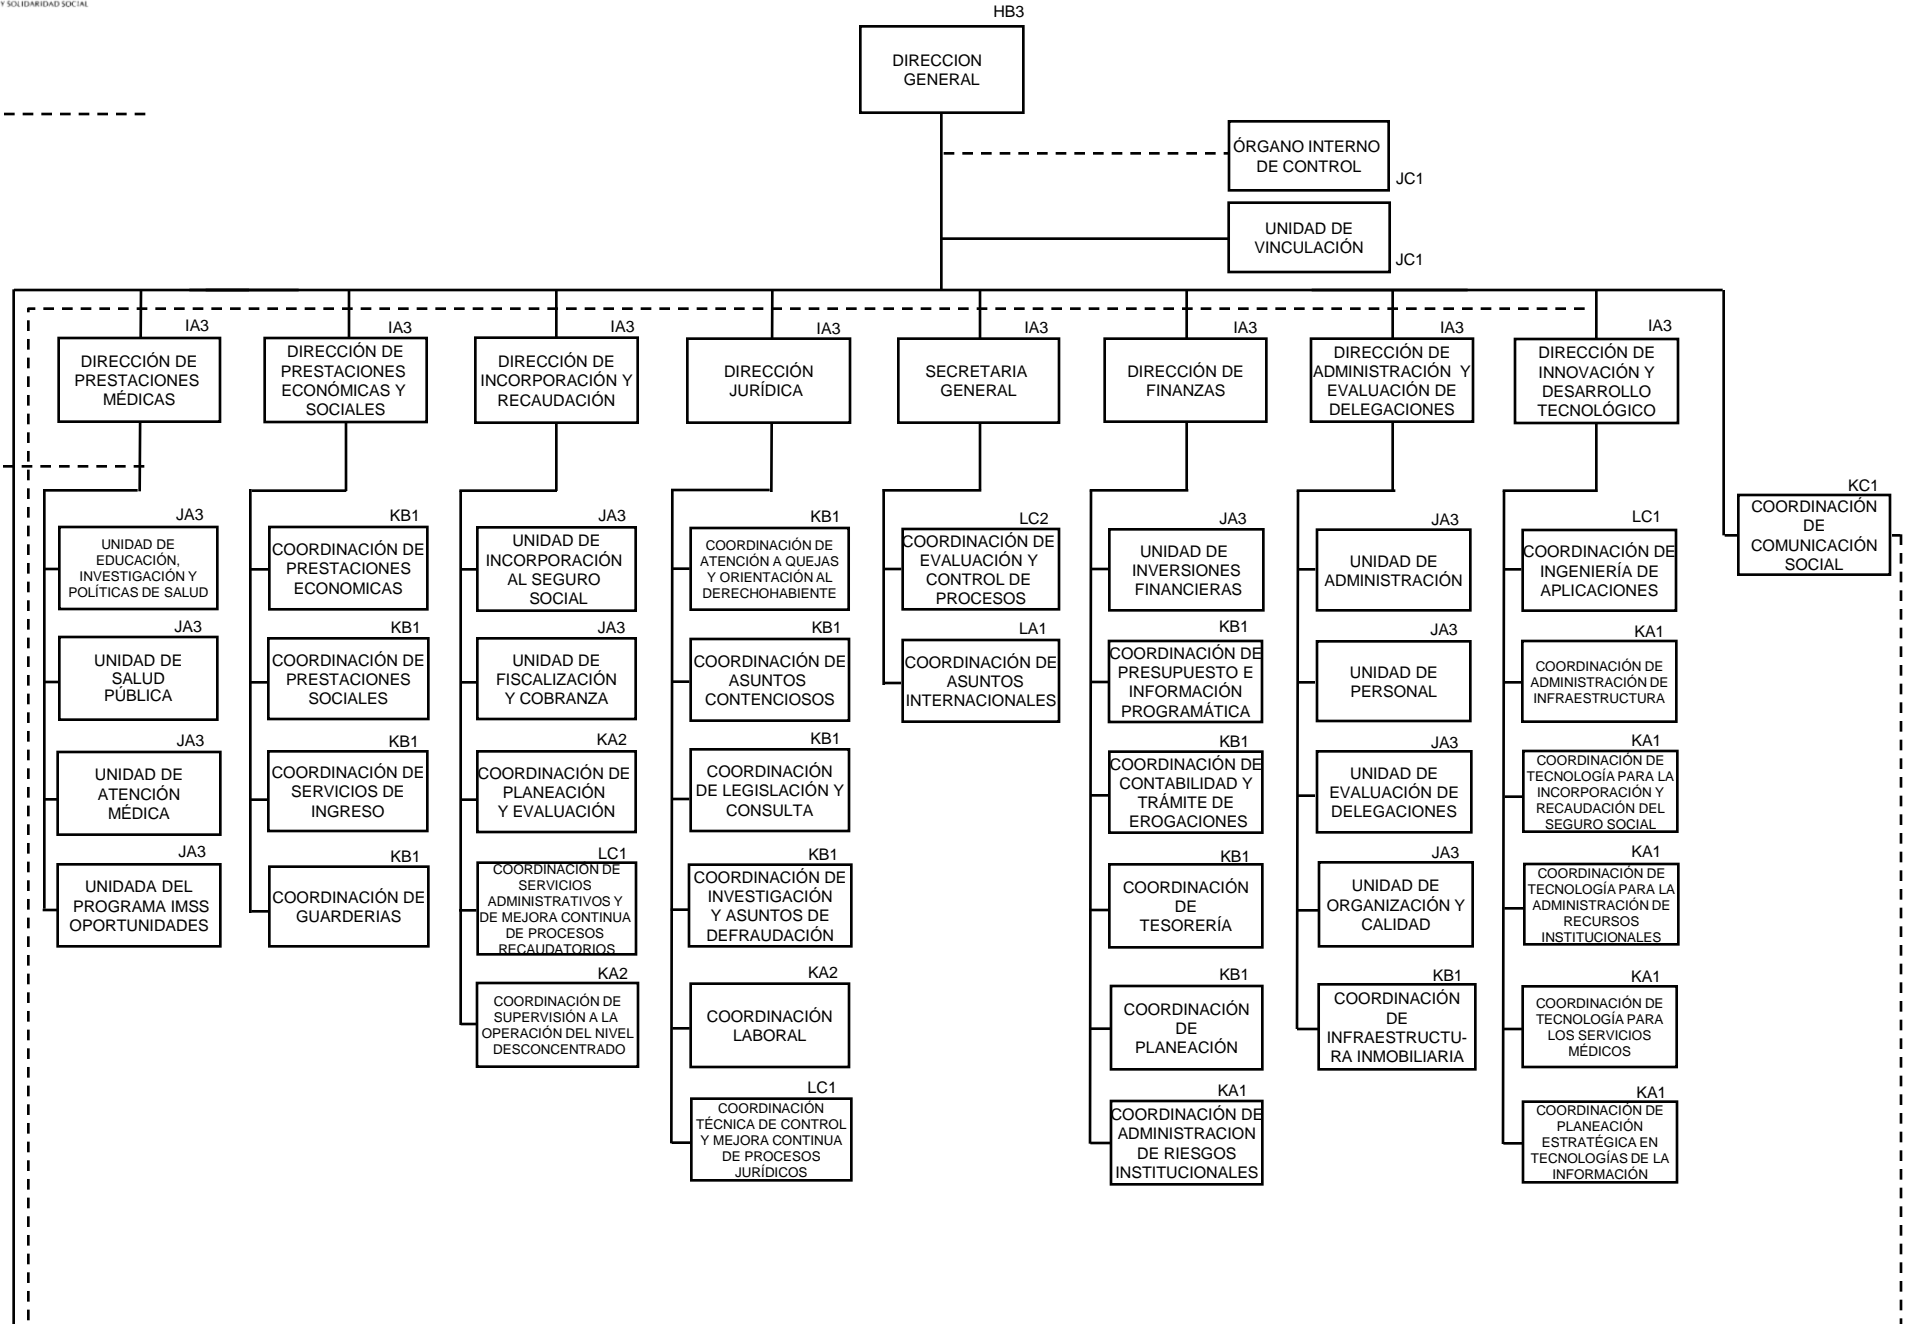 Y SOLIDARIDAD SOCIAL
HB3
DIRECCION
GENERAL
ÓRGANO INTERNO
DE CONTROL
JC1
UNIDAD DE
VINCULACIÓN
JC1
IA3
DIRECCIÓN DE
PRESTACIONES
MÉDICAS
IA3
DIRECCIÓN DE
PRESTACIONES
ECONÓMICAS Y
SOCIALES
IA3
DIRECCIÓN DE
INCORPORACIÓN Y
RECAUDACIÓN
IA3
DIRECCIÓN
JURÍDICA
IA3
SECRETARIA
GENERAL
IA3
DIRECCIÓN DE
FINANZAS
IA3
DIRECCIÓN DE
ADMINISTRACIÓN Y
EVALUACIÓN DE
DELEGACIONES
IA3
DIRECCIÓN DE
INNOVACIÓN Y
DESARROLLO
TECNOLÓGICO
KC1
COORDINACIÓN
DE
COMUNICACIÓN
SOCIAL
JA3
UNIDAD DE
EDUCACIÓN,
INVESTIGACIÓN Y
POLÍTICAS DE SALUD
JA3
UNIDAD DE
SALUD
PÚBLICA
JA3
UNIDAD DE
ATENCIÓN
MÉDICA
JA3
UNIDADA DEL
PROGRAMA IMSS
OPORTUNIDADES
KB1
COORDINACIÓN DE
PRESTACIONES
ECONOMICAS
KB1
COORDINACIÓN DE
PRESTACIONES
SOCIALES
KB1
COORDINACIÓN DE
SERVICIOS DE
INGRESO
KB1
COORDINACIÓN DE
GUARDERIAS
JA3
UNIDAD DE
INCORPORACIÓN
AL SEGURO
SOCIAL
JA3
UNIDAD DE
FISCALIZACIÓN
Y COBRANZA
KA2
COORDINACIÓN DE
PLANEACIÓN
Y EVALUACIÓN
LC1
COORDINACIÓN DE
SERVICIOS
ADMINISTRATIVOS Y
DE MEJORA CONTINUA
DE PROCESOS
RECAUDATORIOS
KA2
COORDINACIÓN DE
SUPERVISIÓN A LA
OPERACIÓN DEL NIVEL
DESCONCENTRADO
KB1
COORDINACIÓN DE
ATENCIÓN A QUEJAS
Y ORIENTACIÓN AL
DERECHOHABIENTE
KB1
COORDINACIÓN DE
ASUNTOS
CONTENCIOSOS
KB1
COORDINACIÓN
DE LEGISLACIÓN Y
CONSULTA
KB1
COORDINACIÓN DE
INVESTIGACIÓN
Y ASUNTOS DE
DEFRAUDACIÓN
KA2
COORDINACIÓN
LABORAL
LC1
COORDINACIÓN
TÉCNICA DE CONTROL
Y MEJORA CONTINUA
DE PROCESOS
JURÍDICOS
LC2
COORDINACIÓN DE
EVALUACIÓN Y
CONTROL DE
PROCESOS
LA1
COORDINACIÓN DE
ASUNTOS
INTERNACIONALES
JA3
UNIDAD DE
INVERSIONES
FINANCIERAS
KB1
COORDINACIÓN DE
PRESUPUESTO E
INFORMACIÓN
PROGRAMÁTICA
KB1
COORDINACIÓN DE
CONTABILIDAD Y
TRÁMITE DE
EROGACIONES
KB1
COORDINACIÓN
DE
TESORERÍA
KB1
COORDINACIÓN
DE
PLANEACIÓN
KA1
COORDINACIÓN DE
ADMINISTRACION
DE RIESGOS
INSTITUCIONALES
JA3
UNIDAD DE
ADMINISTRACIÓN
JA3
UNIDAD DE
PERSONAL
JA3
UNIDAD DE
EVALUACIÓN DE
DELEGACIONES
JA3
UNIDAD DE
ORGANIZACIÓN Y
CALIDAD
KB1
COORDINACIÓN
DE
INFRAESTRUCTU-
RA INMOBILIARIA
LC1
COORDINACIÓN DE
INGENIERÍA DE
APLICACIONES
KA1
COORDINACIÓN DE
ADMINISTRACIÓN DE
INFRAESTRUCTURA
KA1
COORDINACIÓN DE
TECNOLOGÍA PARA LA
INCORPORACIÓN Y
RECAUDACIÓN DEL
SEGURO SOCIAL
KA1
COORDINACIÓN DE
TECNOLOGÍA PARA LA
ADMINISTRACIÓN DE
RECURSOS
INSTITUCIONALES
KA1
COORDINACIÓN DE
TECNOLOGÍA PARA
LOS SERVICIOS
MÉDICOS
KA1
COORDINACIÓN DE
PLANEACIÓN
ESTRATÉGICA EN
TECNOLOGÍAS DE LA
INFORMACIÓN